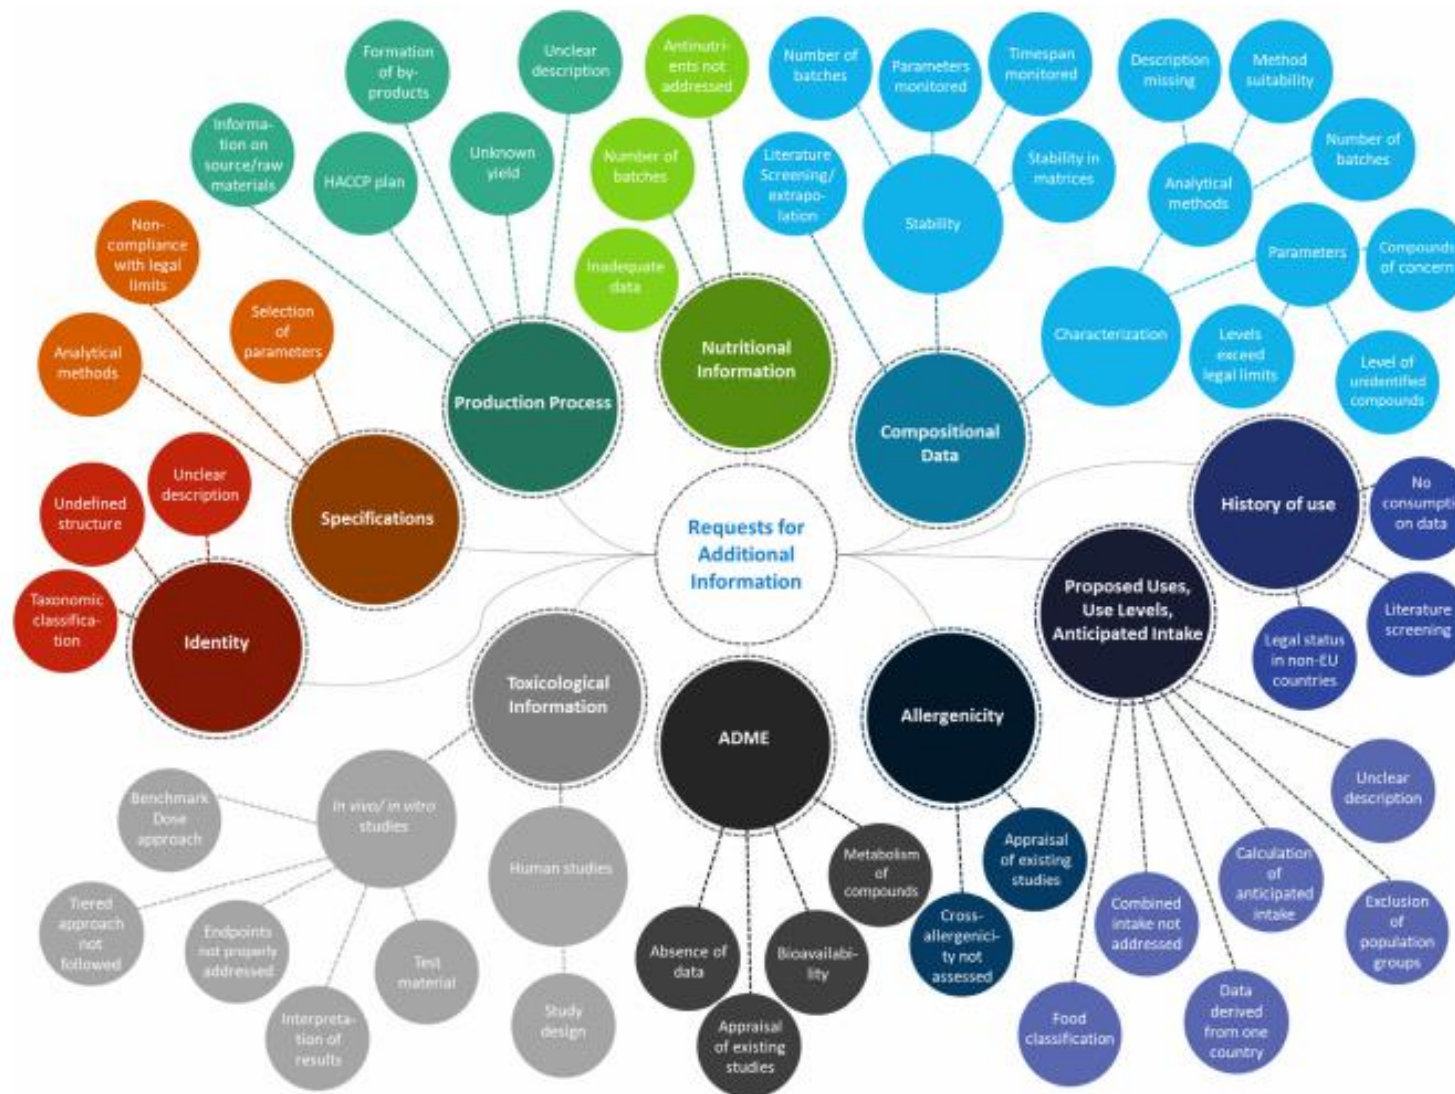 Formation
of by-
products
Unclear
description
Antinutri-
ents not
addressed
Number of
batches
Parameters
monitored
Timespan
monitored
Description
missing
Method
suitability
Informa-
tion on
source/raw
materials
HACCP plan
Unknown
yield
Number of
batches
Literature
Screening/
extrapo-
lation
Stability
Stability in
matrices
Analytical
methods
Number of
batches
Non-
compliance
with legal
limits
Inadequate
data
Parameters
Compounds
of concern
Analytical
methods
Selection
of
parameters
Production Process
Nutritional
Information
Compositional
Data
Characterization
Levels
exceed
legal limits
Level of
unidentified
compounds
Undefined
structure
Unclear
description
Specifications
Requests for
Additional
Information
History of use
No
consumpti
on data
Taxonomic
classifica-
tion
Identity
Toxicological
Information
ADME
Allergenicity
Proposed Uses,
Use Levels,
Anticipated Intake
Legal status
in non-EU
countries
Literature
screening
Benchmark
Dose
approach
In vivo/ in vitro
studies
Human studies
Metabolism
of
compounds
Appraisal
of existing
studies
Unclear
description
Tiered
approach
not
followed
Endpoints
not properly
addressed
Test
material
Absence of
data
Bioavailabi-
lity
Cross-
allergenici-
ty not
assessed
Combined
intake not
addressed
Calculation
of
anticipated
intake
Exclusion
of
population
groups
Interpreta-
tion of
results
Study
design
Appraisal
of existing
studies
Food
classification
Data
derived
from one
country